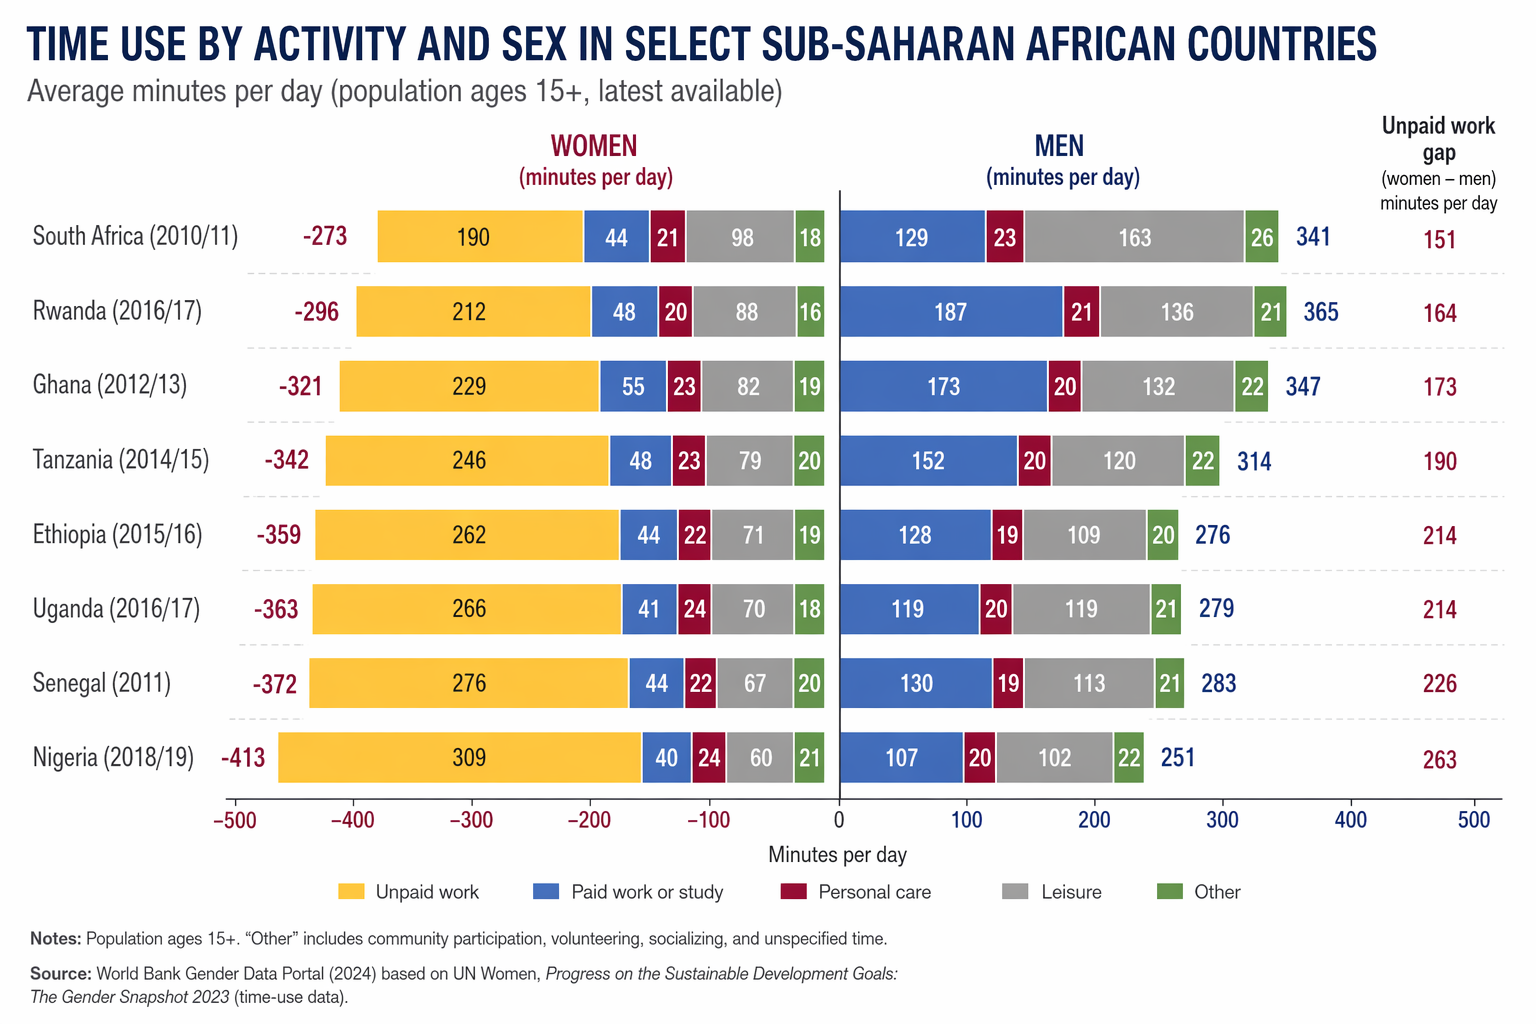 TIME USE BY ACTIVITY AND SEX IN SELECT SUB-SAHARAN AFRICAN COUNTRIES
Average minutes per day (population ages 15+, latest available)
WOMEN
(minutes per day)
MEN
(minutes per day)
Unpaid work
gap
(women – men)
minutes per day
South Africa (2010/11) -273 190 44 21 98 18 129 23 163 26 341 151
Rwanda (2016/17) -296 212 48 20 88 16 187 21 136 21 365 164
Ghana (2012/13) -321 229 55 23 82 19 173 20 132 22 347 173
Tanzania (2014/15) -342 246 48 23 79 20 152 20 120 22 314 190
Ethiopia (2015/16) -359 262 44 22 71 19 128 19 109 20 276 214
Uganda (2016/17) -363 266 41 24 70 18 119 20 119 21 279 214
Senegal (2011) -372 276 44 22 67 20 130 19 113 21 283 226
Nigeria (2018/19) -413 309 40 24 60 21 107 20 102 22 251 263
−500 −400 −300 −200 −100 0 100 200 300 400 500
Minutes per day
Unpaid work Paid work or study Personal care Leisure Other
Notes: Population ages 15+. “Other” includes community participation, volunteering, socializing, and unspecified time.
Source: World Bank Gender Data Portal (2024) based on UN Women, Progress on the Sustainable Development Goals:
The Gender Snapshot 2023 (time-use data).